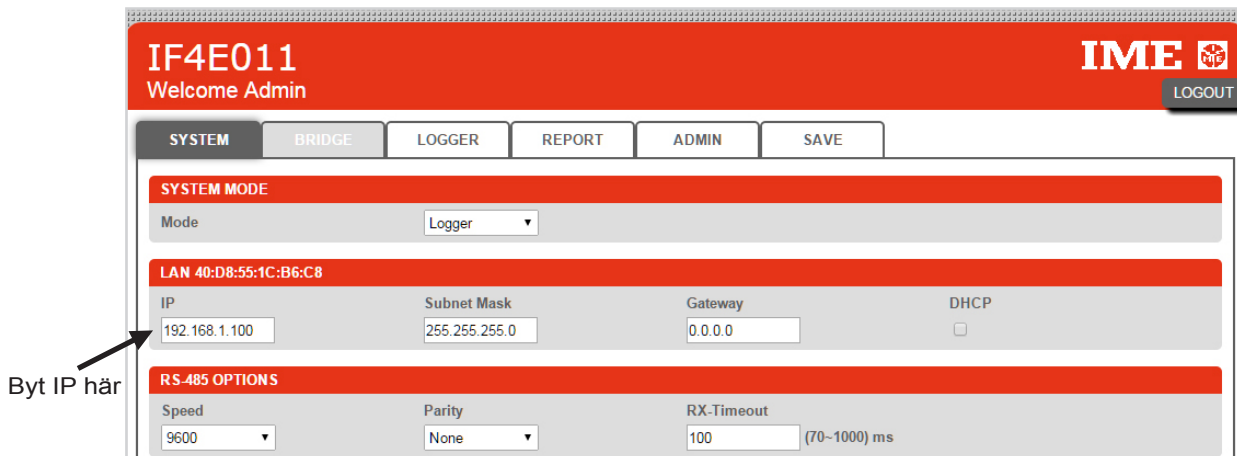 IF4E011
IME
Welcome Admin
LOGOUT
SYSTEM BRIDGE LOGGER REPORT ADMIN SAVE
SYSTEM MODE
Mode Logger
LAN 40:D8:55:1C:B6:C8
IP Subnet Mask Gateway DHCP
192.168.1.100 255.255.255.0 0.0.0.0
Byt IP här
RS-485 OPTIONS
Speed Parity RX-Timeout
9600 None 100 (70~1000) ms